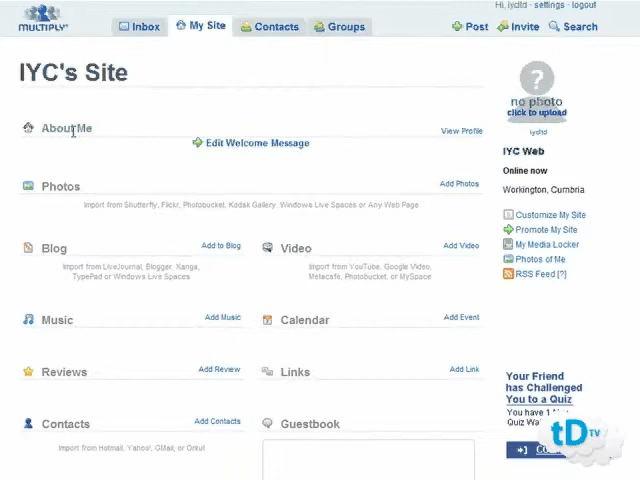 Hi, iydtd · settings · logout
MULTIPLY
Inbox
My Site
Contacts
Groups
Post
Invite
Search
IYC's Site
?
no photo
click to upload
iydtd
About Me
View Profile
Edit Welcome Message
IYC Web
Online now
Workington, Cumbria
Photos
Add Photos
Import from Shutterfly, Flickr, Photobucket, Kodak Gallery, Windows Live Spaces or Any Web Page
Customize My Site
Promote My Site
My Media Locker
Photos of Me
RSS Feed [?]
Blog
Add to Blog
Import from LiveJournal, Blogger, Xanga,
TypePad or Windows Live Spaces
Video
Add Video
Import from YouTube, Google Video,
Metacafe, Photobucket, or MySpace
Music
Add Music
Calendar
Add Event
Reviews
Add Review
Links
Add Link
Contacts
Add Contacts
Import from Hotmail, Yahoo!, GMail, or Orkut
Guestbook
Your Friend
has Challenged
You to a Quiz
You have 1
Quiz
tD TV